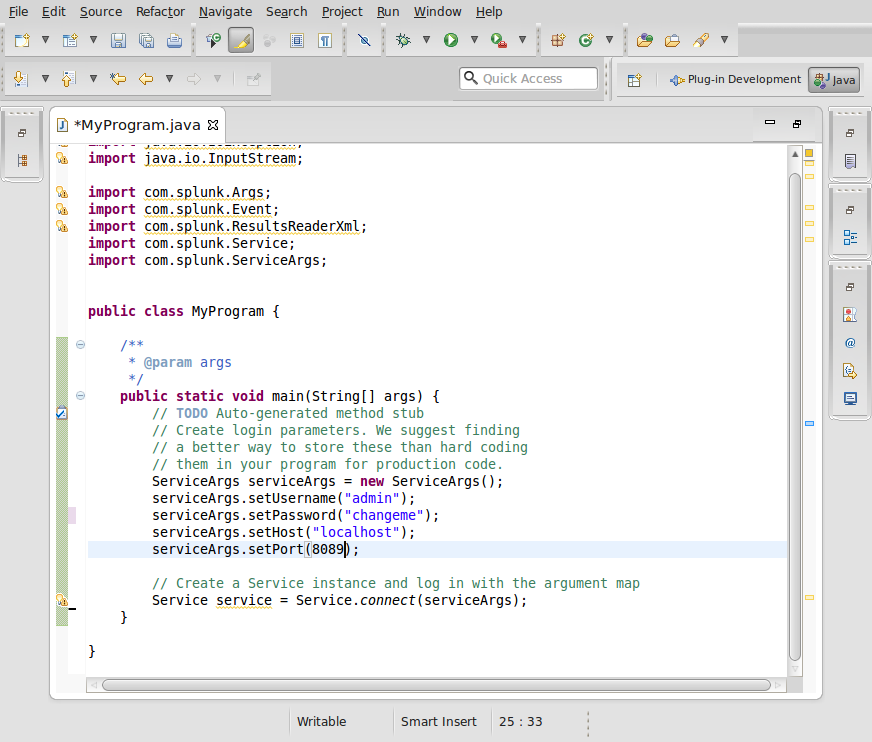 File Edit Source Refactor Navigate Search Project Run Window Help
Quick Access
Plug-in Development
Java
*MyProgram.java
import java.io.InputStream;
import com.splunk.Args;
import com.splunk.Event;
import com.splunk.ResultsReaderXml;
import com.splunk.Service;
import com.splunk.ServiceArgs;
public class MyProgram {
/**
* @param args
*/
public static void main(String[] args) {
// TODO Auto-generated method stub
// Create login parameters. We suggest finding
// a better way to store these than hard coding
// them in your program for production code.
ServiceArgs serviceArgs = new ServiceArgs();
serviceArgs.setUsername("admin");
serviceArgs.setPassword("changeme");
serviceArgs.setHost("localhost");
serviceArgs.setPort(8089);
// Create a Service instance and log in with the argument map
Service service = Service.connect(serviceArgs);
}
}
Writable
Smart Insert
25 : 33